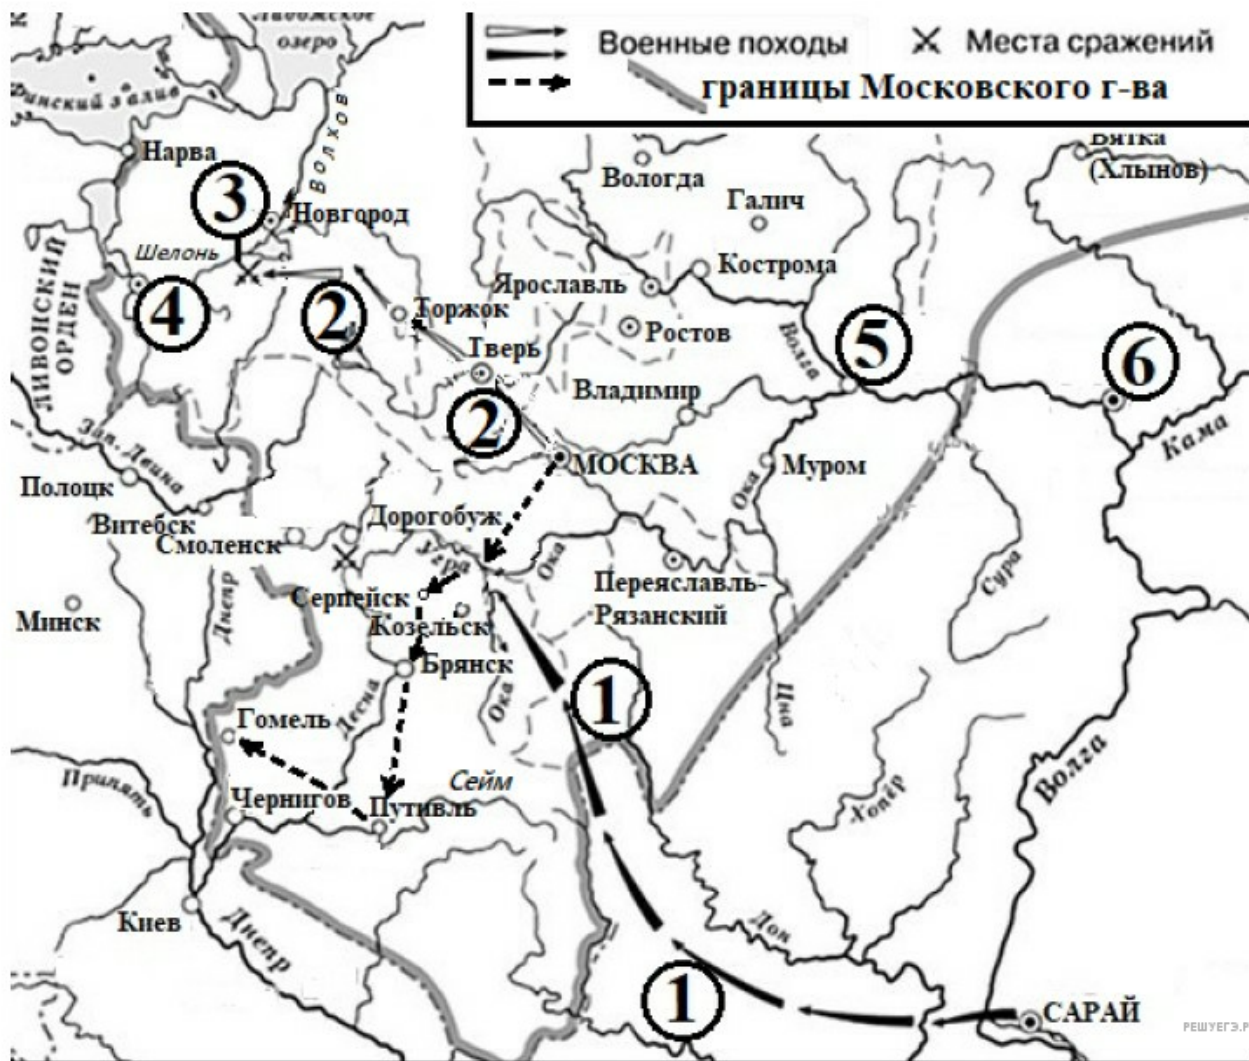 Ладожское
озеро
Военные походы
Места сражений
границы Московского г-ва
Финский залив
Нарва
Волхов
3
Новгород
Шелонь
ЛИВОНСКИЙ
ОРДЕН
4
2
Торжок
Тверь
2
Вологда
Галич
Кострома
Ярославль
Ростов
Владимир
Волга
5
Вятка
(Хлынов)
6
Кама
МОСКВА
Муром
Ока
Зап. Двина
Полоцк
Витебск
Смоленск
Дорогобуж
Угра
Ока
Переяславль-
Рязанский
Сура
Минск
Днепр
Серпейск
Козельск
Брянск
Ока
1
Цна
Гомель
Десна
Сейм
Чернигов
Путивль
Припять
Хопёр
Волга
Киев
Днепр
Дон
1
САРАЙ
РЕШУЕГЭ.Р